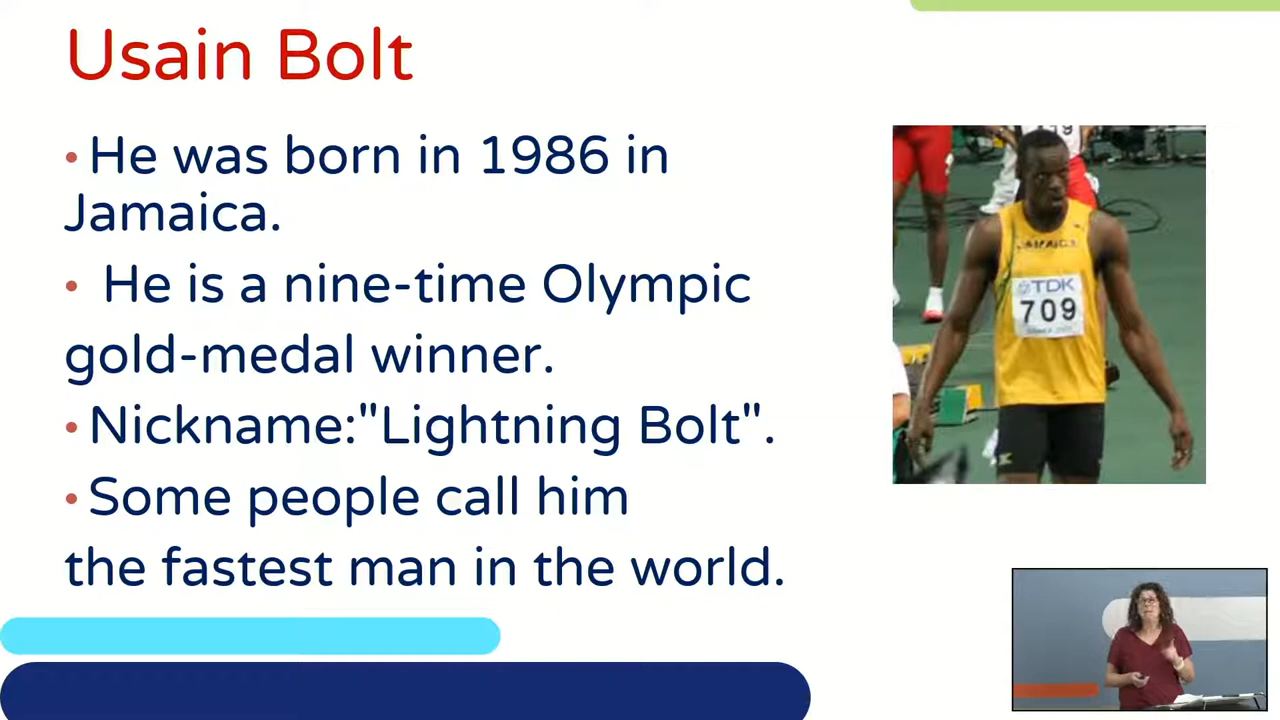 Usain Bolt
• He was born in 1986 in
Jamaica.
• He is a nine-time Olympic
gold-medal winner.
• Nickname:"Lightning Bolt".
• Some people call him
the fastest man in the world.
JAMAICA
TDK
709